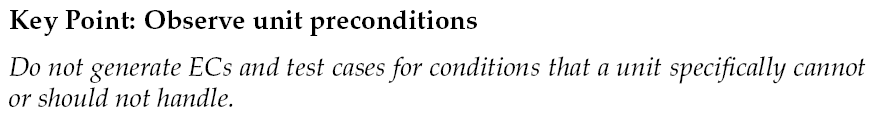 Key Point: Observe unit preconditions
Do not generate ECs and test cases for conditions that a unit specifically cannot
or should not handle.